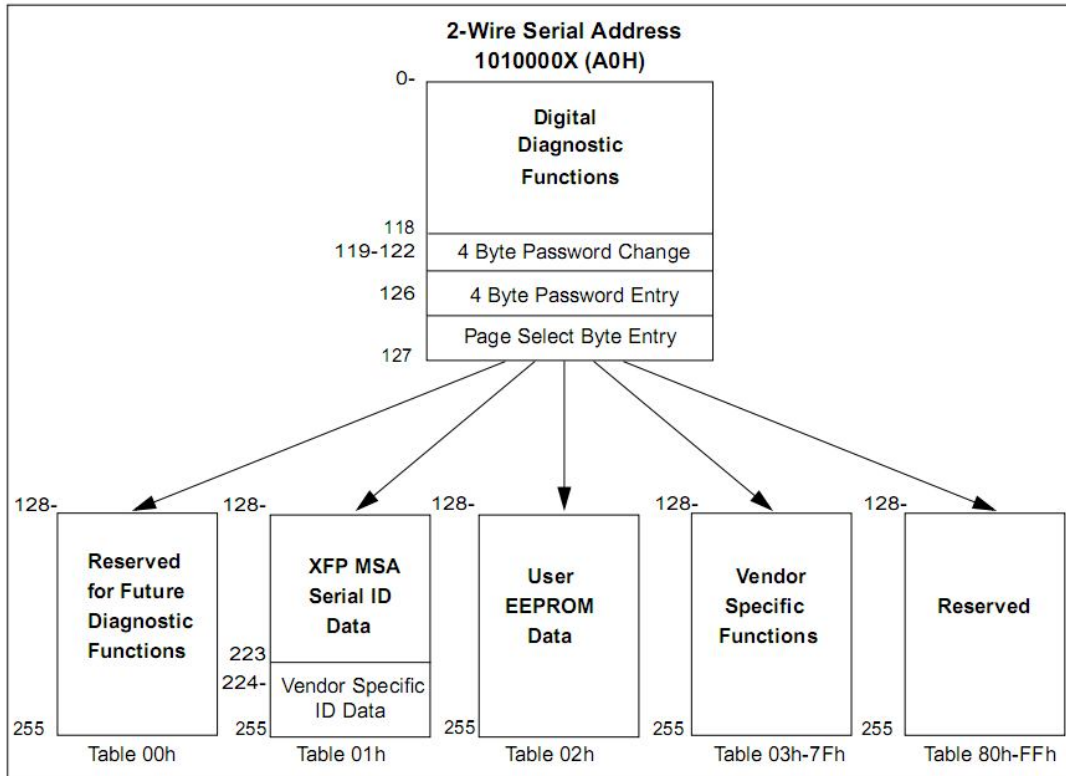 2-Wire Serial Address
1010000X (A0H)
0-
Digital
Diagnostic
Functions
118
119-122
4 Byte Password Change
126
4 Byte Password Entry
Page Select Byte Entry
127
128-
Reserved
for Future
Diagnostic
Functions
255
Table 00h
128-
XFP MSA
Serial ID
Data
223
224-
Vendor Specific
ID Data
255
Table 01h
128-
User
EEPROM
Data
255
Table 02h
128-
Vendor
Specific
Functions
255
Table 03h-7Fh
128-
Reserved
255
Table 80h-FFh